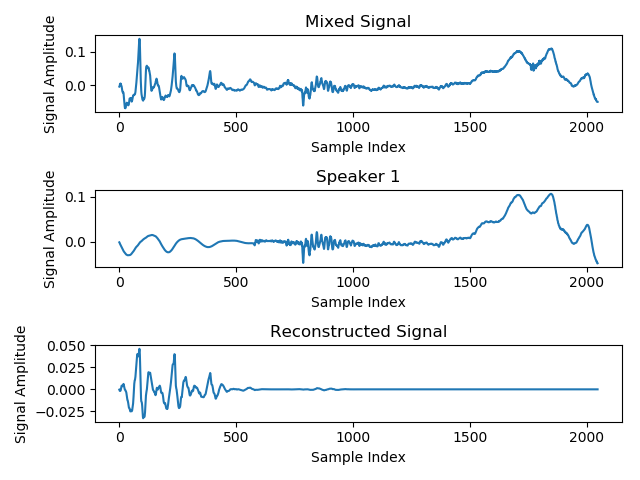 Mixed Signal
Signal Amplitude
0.1
0.0
0 500 1000 1500 2000
Sample Index
Speaker 1
Signal Amplitude
0.1
0.0
0 500 1000 1500 2000
Sample Index
Reconstructed Signal
Signal Amplitude
0.050
0.025
0.000
−0.025
0 500 1000 1500 2000
Sample Index